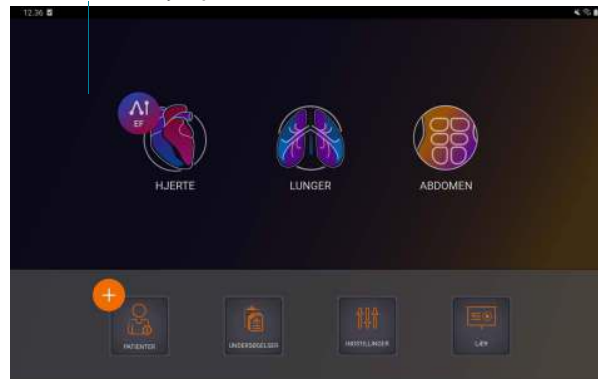 12.36
EF
HJERTE
LUNGER
ABDOMEN
PATIENTER
UNDERSØGELSER
INDSTILLINGER
LÆR